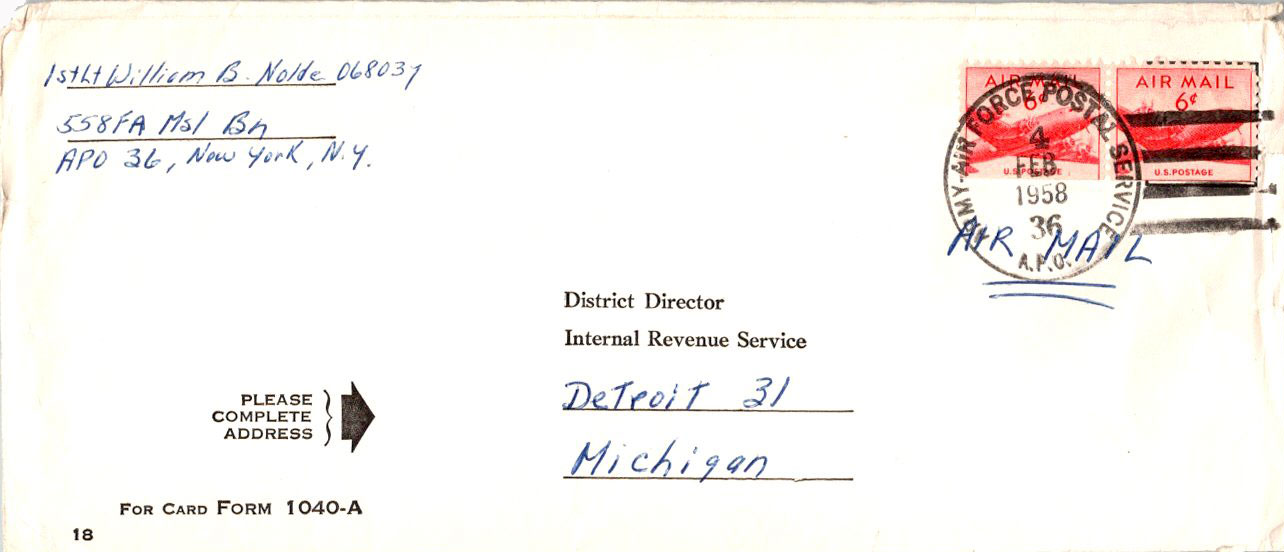 1st Lt William B. Nolde 068037
558 FA Msl Bn
APO 36, New York, N.Y.
AIR MAIL
6¢
U.S. POSTAGE
AIR MAIL
6¢
U.S. POSTAGE
ARMY-AIR FORCE POSTAL SERVICE
4
FEB
1958
36
A.P.O.
AIR MAIL
District Director
Internal Revenue Service
Detroit 31
Michigan
PLEASE
COMPLETE
ADDRESS
FOR CARD FORM 1040-A
18